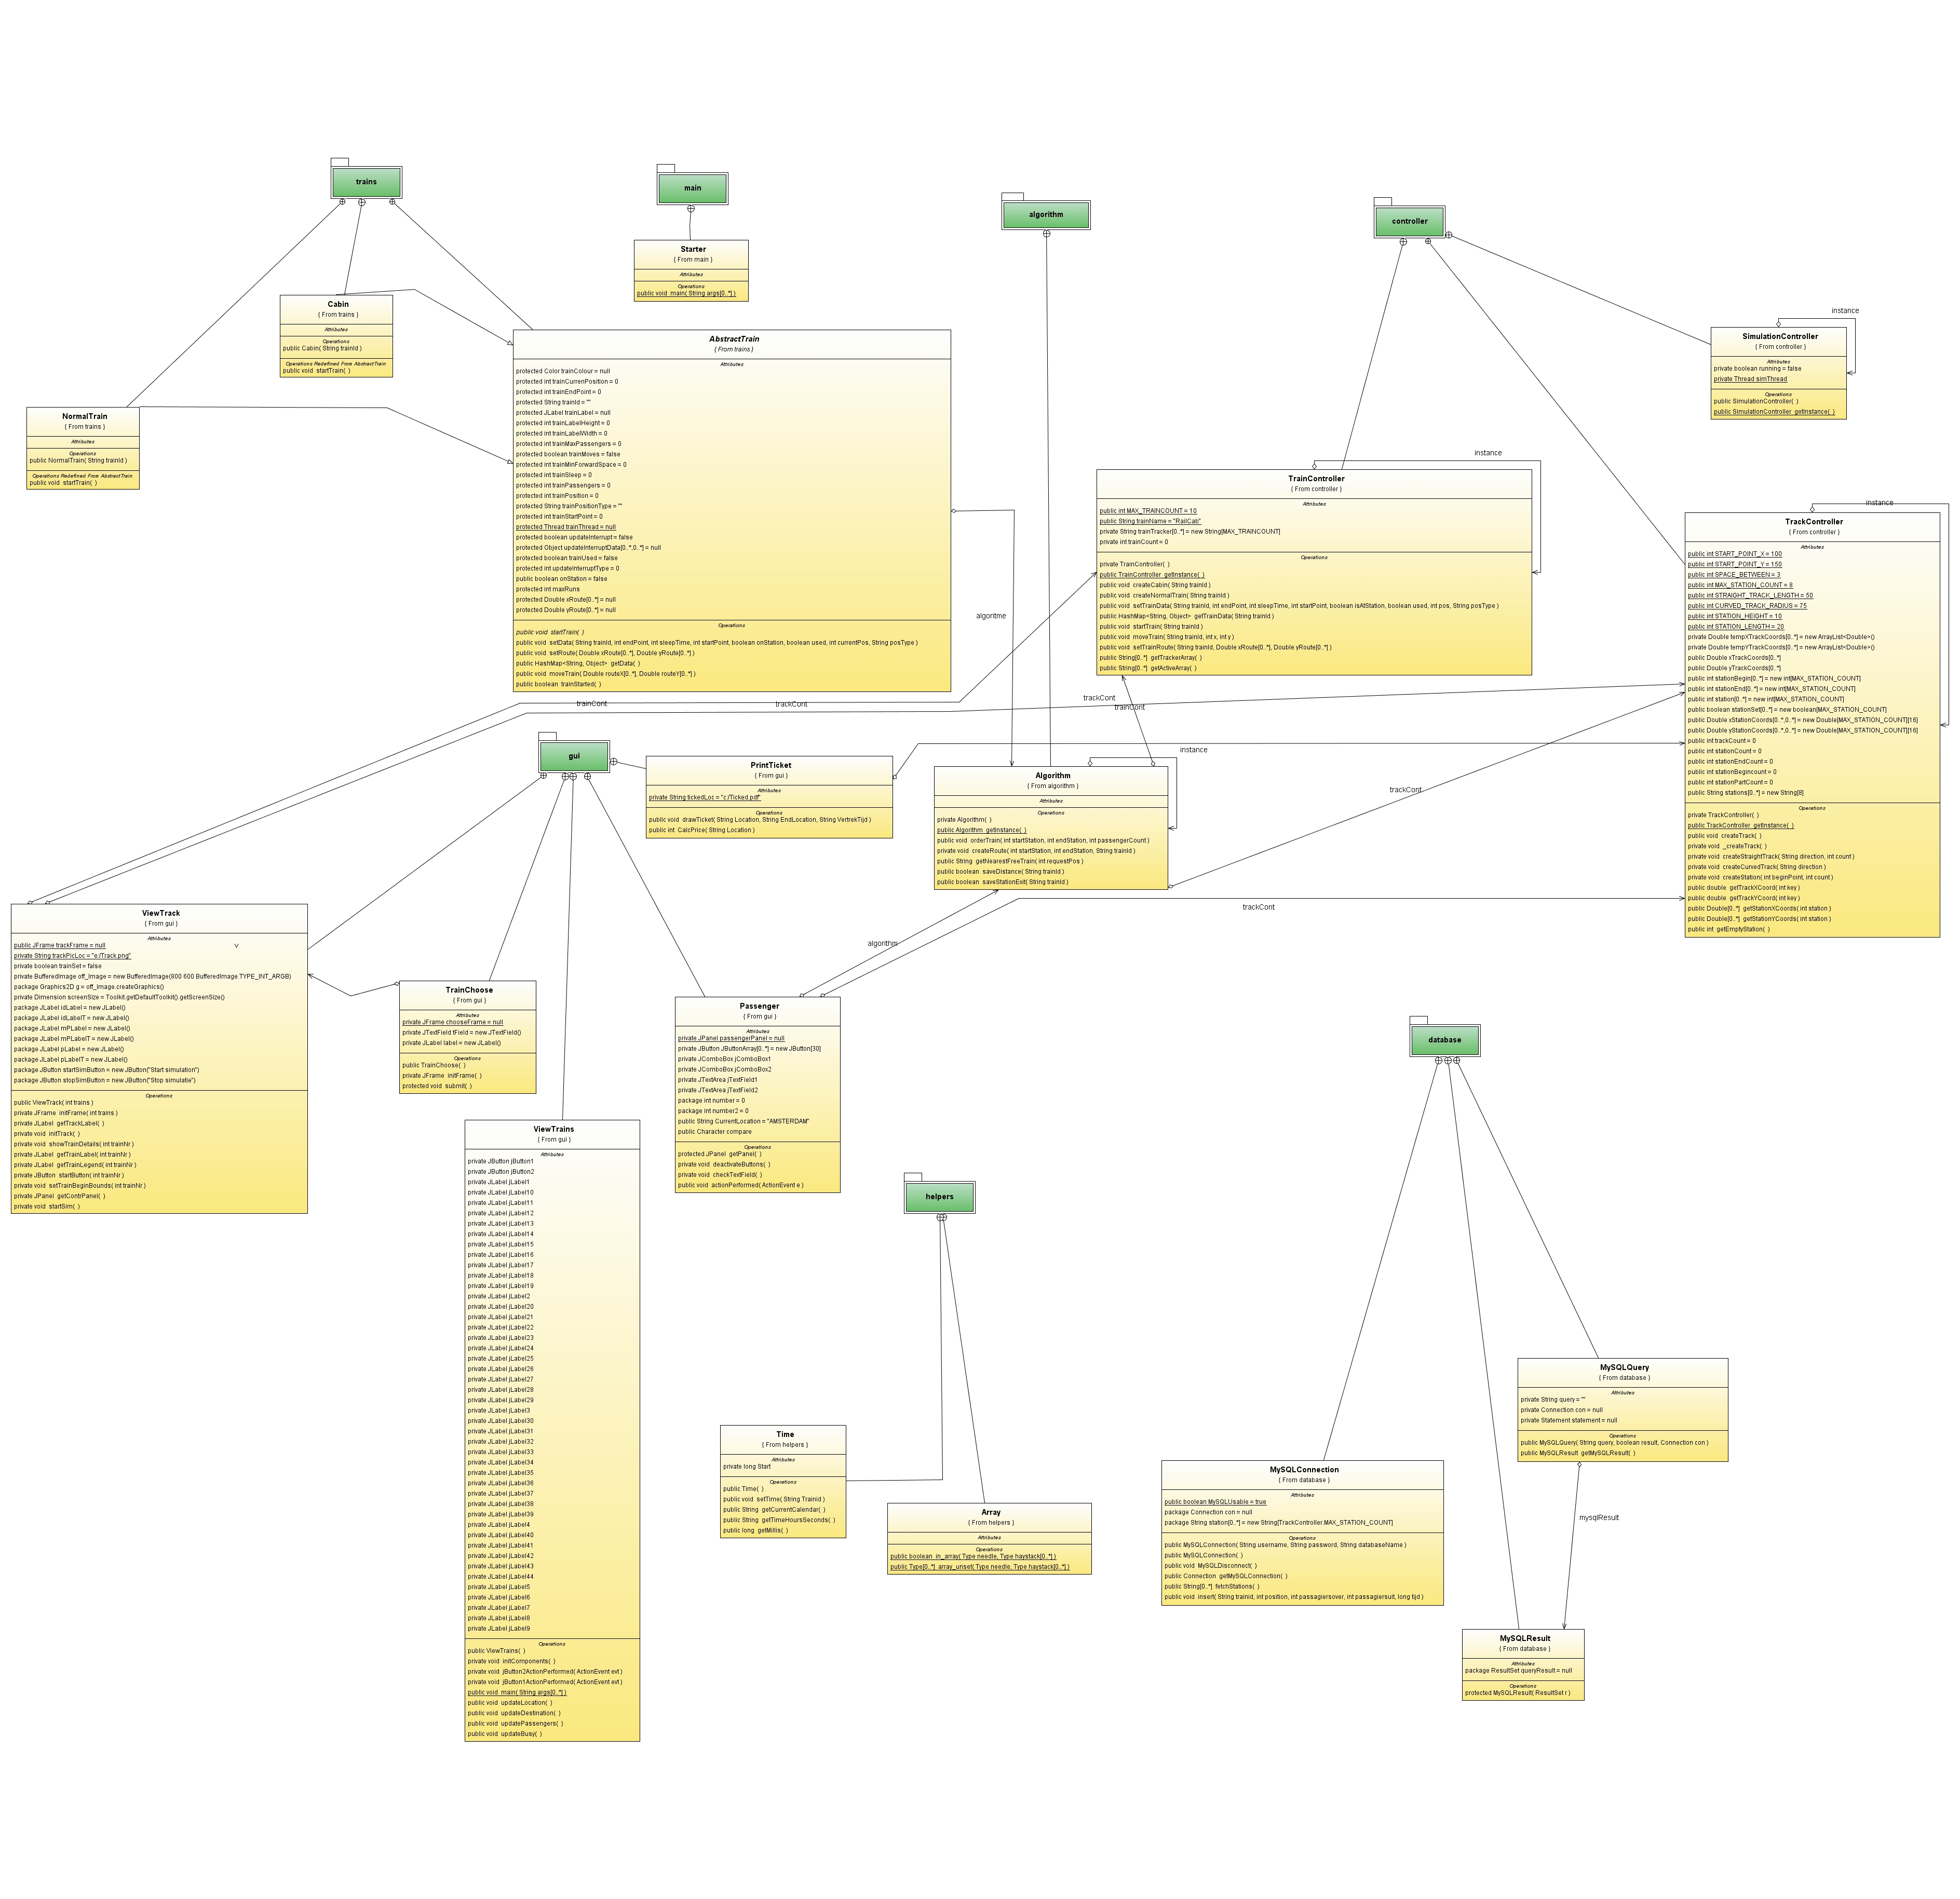 trains
main
algorithm
controller
Starter
{ From main }
Attributes
Operations
public void main( String args[0..*] )
Cabin
{ From trains }
Attributes
Operations
public Cabin( String trainId )
Operations Redefined From AbstractTrain
public void startTrain( )
NormalTrain
{ From trains }
Attributes
Operations
public NormalTrain( String trainId )
Operations Redefined From AbstractTrain
public void startTrain( )
AbstractTrain
{ From trains }
Attributes
protected Color trainColour = null
protected int trainCurrenPosition = 0
protected int trainEndPoint = 0
protected String trainId = ""
protected JLabel trainLabel = null
protected int trainLabelHeight = 0
protected int trainLabelWidth = 0
protected int trainMaxPassengers = 0
protected boolean trainMoves = false
protected int trainMinForwardSpace = 0
protected int trainSleep = 0
protected int trainPassengers = 0
protected int trainPosition = 0
protected String trainPositionType = ""
protected int trainStartPoint = 0
protected Thread trainThread = null
protected boolean updateInterrupt = false
protected Object updateInterruptData[0..*,0..*] = null
protected boolean trainUsed = false
protected int updateInterruptType = 0
public boolean onStation = false
protected int maxRuns
protected Double xRoute[0..*] = null
protected Double yRoute[0..*] = null
Operations
public void startTrain( )
public void setData( String trainId, int endPoint, int sleepTime, int startPoint, boolean onStation, boolean used, int currentPos, String posType )
public void setRoute( Double xRoute[0..*], Double yRoute[0..*] )
public HashMap<String, Object> getData( )
public void moveTrain( Double routeX[0..*], Double routeY[0..*] )
public boolean trainStarted( )
instance
SimulationController
{ From controller }
Attributes
private boolean running = false
private Thread simThread
Operations
public SimulationController( )
public SimulationController getInstance( )
instance
TrainController
{ From controller }
Attributes
public int MAX_TRAINCOUNT = 10
public String trainName = "RailCab"
private String trainTracker[0..*] = new String[MAX_TRAINCOUNT]
private int trainCount = 0
Operations
private TrainController( )
public TrainController getInstance( )
public void createCabin( String trainId )
public void createNormalTrain( String trainId )
public void setTrainData( String trainId, int endPoint, int sleepTime, int startPoint, boolean isAtStation, boolean used, int pos, String posType )
public HashMap<String, Object> getTrainData( String trainId )
public void startTrain( String trainId )
public void moveTrain( String trainId, int x, int y )
public void setTrainRoute( String trainId, Double xRoute[0..*], Double yRoute[0..*] )
public String[0..*] getTrackerArray( )
public String[0..*] getActiveArray( )
instance
TrackController
{ From controller }
Attributes
public int START_POINT_X = 100
public int START_POINT_Y = 150
public int SPACE_BETWEEN = 3
public int MAX_STATION_COUNT = 8
public int STRAIGHT_TRACK_LENGTH = 50
public int CURVED_TRACK_RADIUS = 75
public int STATION_HEIGHT = 10
public int STATION_LENGTH = 20
private Double tempXTrackCoords[0..*] = new ArrayList<Double>()
private Double tempYTrackCoords[0..*] = new ArrayList<Double>()
public Double xTrackCoords[0..*]
public Double yTrackCoords[0..*]
public int stationBegin[0..*] = new int[MAX_STATION_COUNT]
public int stationEnd[0..*] = new int[MAX_STATION_COUNT]
public int station[0..*] = new int[MAX_STATION_COUNT]
public boolean stationSet[0..*] = new boolean[MAX_STATION_COUNT]
public Double xStationCoords[0..*,0..*] = new Double[MAX_STATION_COUNT][16]
public Double yStationCoords[0..*,0..*] = new Double[MAX_STATION_COUNT][16]
public int trackCount = 0
public int stationCount = 0
public int stationEndCount = 0
public int stationBegincount = 0
public int stationPartCount = 0
public String stations[0..*] = new String[8]
Operations
private TrackController( )
public TrackController getInstance( )
public void createTrack( )
private void _createTrack( )
private void createStraightTrack( String direction, int count )
private void createCurvedTrack( String direction )
private void createStation( int beginPoint, int count )
public double getTrackXCoord( int key )
public double getTrackYCoord( int key )
public Double[0..*] getStationXCoords( int station )
public Double[0..*] getStationYCoords( int station )
public int getEmptyStation( )
algoritme
trainCont
trackCont
trackCont
trainCont
instance
trackCont
trackCont
algorithm
gui
PrintTicket
{ From gui }
Attributes
private String tickedLoc = "c:/Ticked.pdf"
Operations
public void drawTicket( String Location, String EndLocation, String VertrekTijd )
public int CalcPrice( String Location )
Algorithm
{ From algorithm }
Attributes
Operations
private Algorithm( )
public Algorithm getInstance( )
public void orderTrain( int startStation, int endStation, int passengerCount )
private void createRoute( int startStation, int endStation, String trainId )
public String getNearestFreeTrain( int requestPos )
public boolean saveDistance( String trainId )
public boolean saveStationExit( String trainId )
ViewTrack
{ From gui }
Attributes
public JFrame trackFrame = null
v
private String trackPicLoc = "e:/Track.png"
private boolean trainSet = false
private BufferedImage off_Image = new BufferedImage(800 600 BufferedImage.TYPE_INT_ARGB)
package Graphics2D g = off_Image.createGraphics()
private Dimension screenSize = Toolkit.getDefaultToolkit().getScreenSize()
package JLabel idLabel = new JLabel()
package JLabel idLabelT = new JLabel()
package JLabel mPLabel = new JLabel()
package JLabel mPLabelT = new JLabel()
package JLabel pLabel = new JLabel()
package JLabel pLabelT = new JLabel()
package JButton startSimButton = new JButton("Start simulation")
package JButton stopSimButton = new JButton("Stop simulatie")
Operations
public ViewTrack( int trains )
private JFrame initFrame( int trains )
private JLabel getTrackLabel( )
private void initTrack( )
private void showTrainDetails( int trainNr )
private JLabel getTrainLabel( int trainNr )
private JLabel getTrainLegend( int trainNr )
private JButton startButton( int trainNr )
private void setTrainBeginBounds( int trainNr )
private JPanel getContrPanel( )
private void startSim( )
TrainChoose
{ From gui }
Attributes
private JFrame chooseFrame = null
private JTextField tField = new JTextField()
private JLabel label = new JLabel()
Operations
public TrainChoose( )
private JFrame initFrame( )
protected void submit( )
Passenger
{ From gui }
Attributes
private JPanel passengerPanel = null
private JButton JButtonArray[0..*] = new JButton[30]
private JComboBox jComboBox1
private JComboBox jComboBox2
private JTextArea jTextField1
private JTextArea jTextField2
package int number = 0
package int number2 = 0
public String CurrentLocation = "AMSTERDAM"
public Character compare
Operations
protected JPanel getPanel( )
private void deactivateButtons( )
private void checkTextField( )
public void actionPerformed( ActionEvent e )
ViewTrains
{ From gui }
Attributes
private JButton jButton1
private JButton jButton2
private JLabel jLabel1
private JLabel jLabel10
private JLabel jLabel11
private JLabel jLabel12
private JLabel jLabel13
private JLabel jLabel14
private JLabel jLabel15
private JLabel jLabel16
private JLabel jLabel17
private JLabel jLabel18
private JLabel jLabel19
private JLabel jLabel2
private JLabel jLabel20
private JLabel jLabel21
private JLabel jLabel22
private JLabel jLabel23
private JLabel jLabel24
private JLabel jLabel25
private JLabel jLabel26
private JLabel jLabel27
private JLabel jLabel28
private JLabel jLabel29
private JLabel jLabel3
private JLabel jLabel30
private JLabel jLabel31
private JLabel jLabel32
private JLabel jLabel33
private JLabel jLabel34
private JLabel jLabel35
private JLabel jLabel36
private JLabel jLabel37
private JLabel jLabel38
private JLabel jLabel39
private JLabel jLabel4
private JLabel jLabel40
private JLabel jLabel41
private JLabel jLabel42
private JLabel jLabel43
private JLabel jLabel44
private JLabel jLabel5
private JLabel jLabel6
private JLabel jLabel7
private JLabel jLabel8
private JLabel jLabel9
Operations
public ViewTrains( )
private void initComponents( )
private void jButton2ActionPerformed( ActionEvent evt )
private void jButton1ActionPerformed( ActionEvent evt )
public void main( String args[0..*] )
public void updateLocation( )
public void updateDestination( )
public void updatePassengers( )
public void updateBusy( )
helpers
Time
{ From helpers }
Attributes
private long Start
Operations
public Time( )
public void setTime( String Trainid )
public String getCurrentCalendar( )
public String getTimeHoursSeconds( )
public long getMillis( )
Array
{ From helpers }
Attributes
Operations
public boolean in_array( Type needle, Type haystack[0..*] )
public Type[0..*] array_unset( Type needle, Type haystack[0..*] )
database
MySQLQuery
{ From database }
Attributes
private String query = ""
private Connection con = null
private Statement statement = null
Operations
public MySQLQuery( String query, boolean result, Connection con )
public MySQLResult getMySQLResult( )
MySQLConnection
{ From database }
Attributes
public boolean MySQLUsable = true
package Connection con = null
package String station[0..*] = new String[TrackController.MAX_STATION_COUNT]
Operations
public MySQLConnection( String username, String password, String databaseName )
public MySQLConnection( )
public void MySQLDisconnect( )
public Connection getMySQLConnection( )
public String[0..*] fetchStations( )
public void insert( String trainid, int position, int passagiersover, int passagiersuit, long tijd )
mysqlResult
MySQLResult
{ From database }
Attributes
package ResultSet queryResult = null
Operations
protected MySQLResult( ResultSet r )